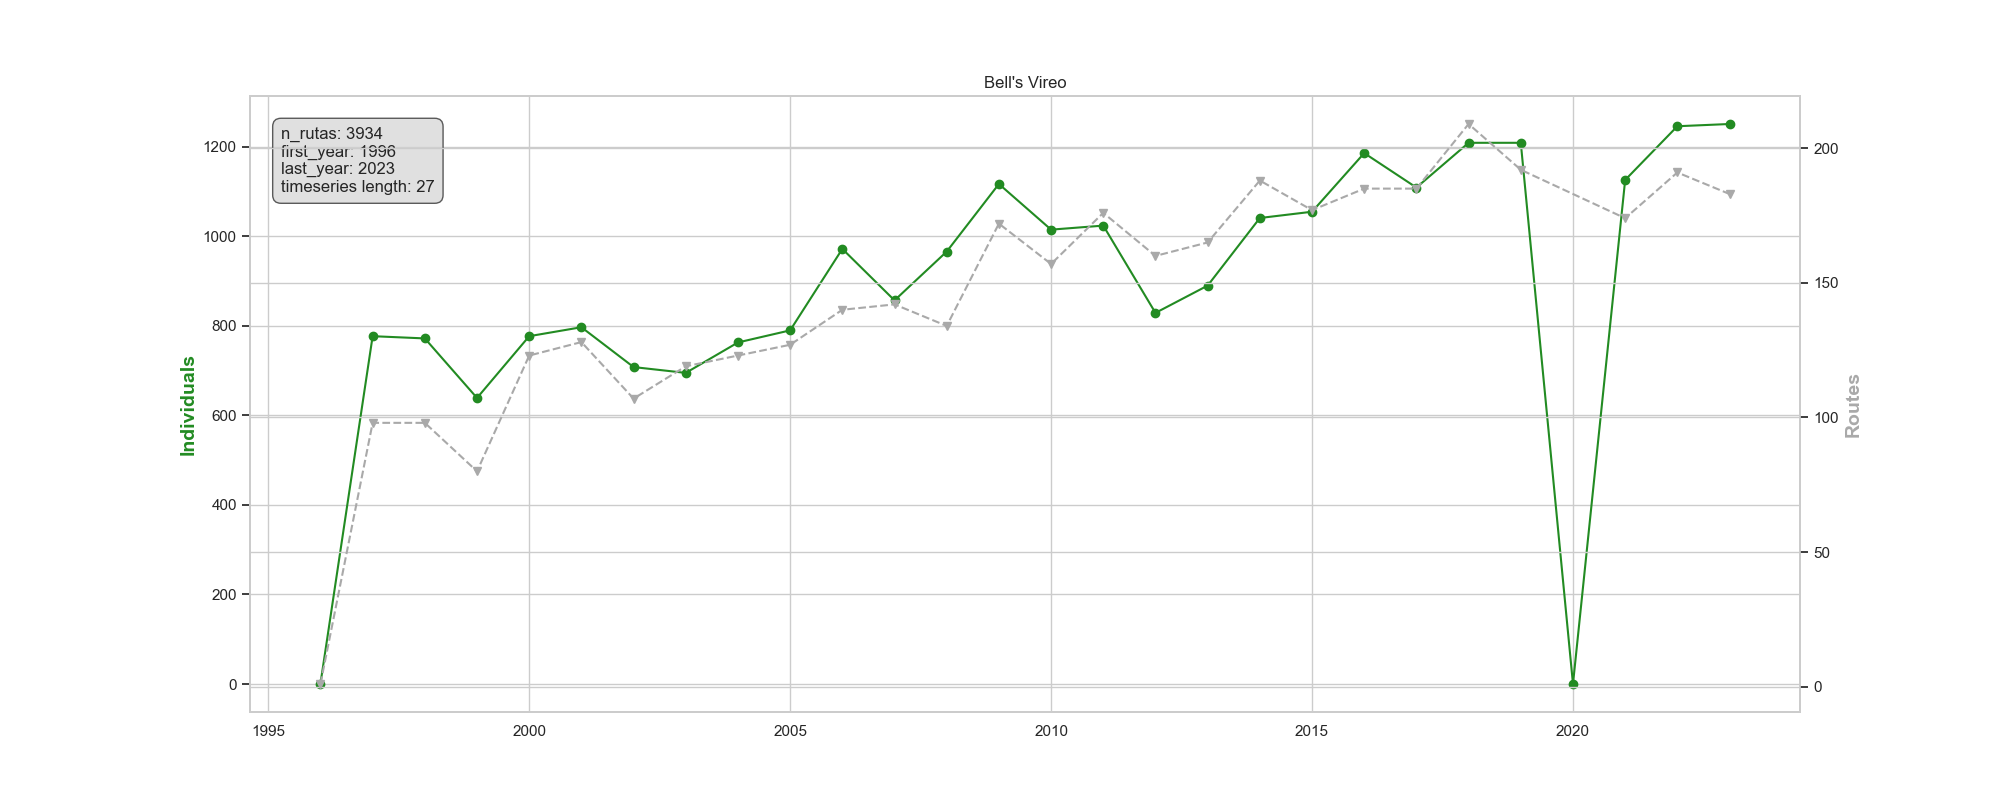 Bell's Vireo
n_rutas: 3934
first_year: 1996
last_year: 2023
timeseries length: 27
Individuals
1200
1000
800
600
400
200
0
Routes
200
150
100
50
0
1995
2000
2005
2010
2015
2020